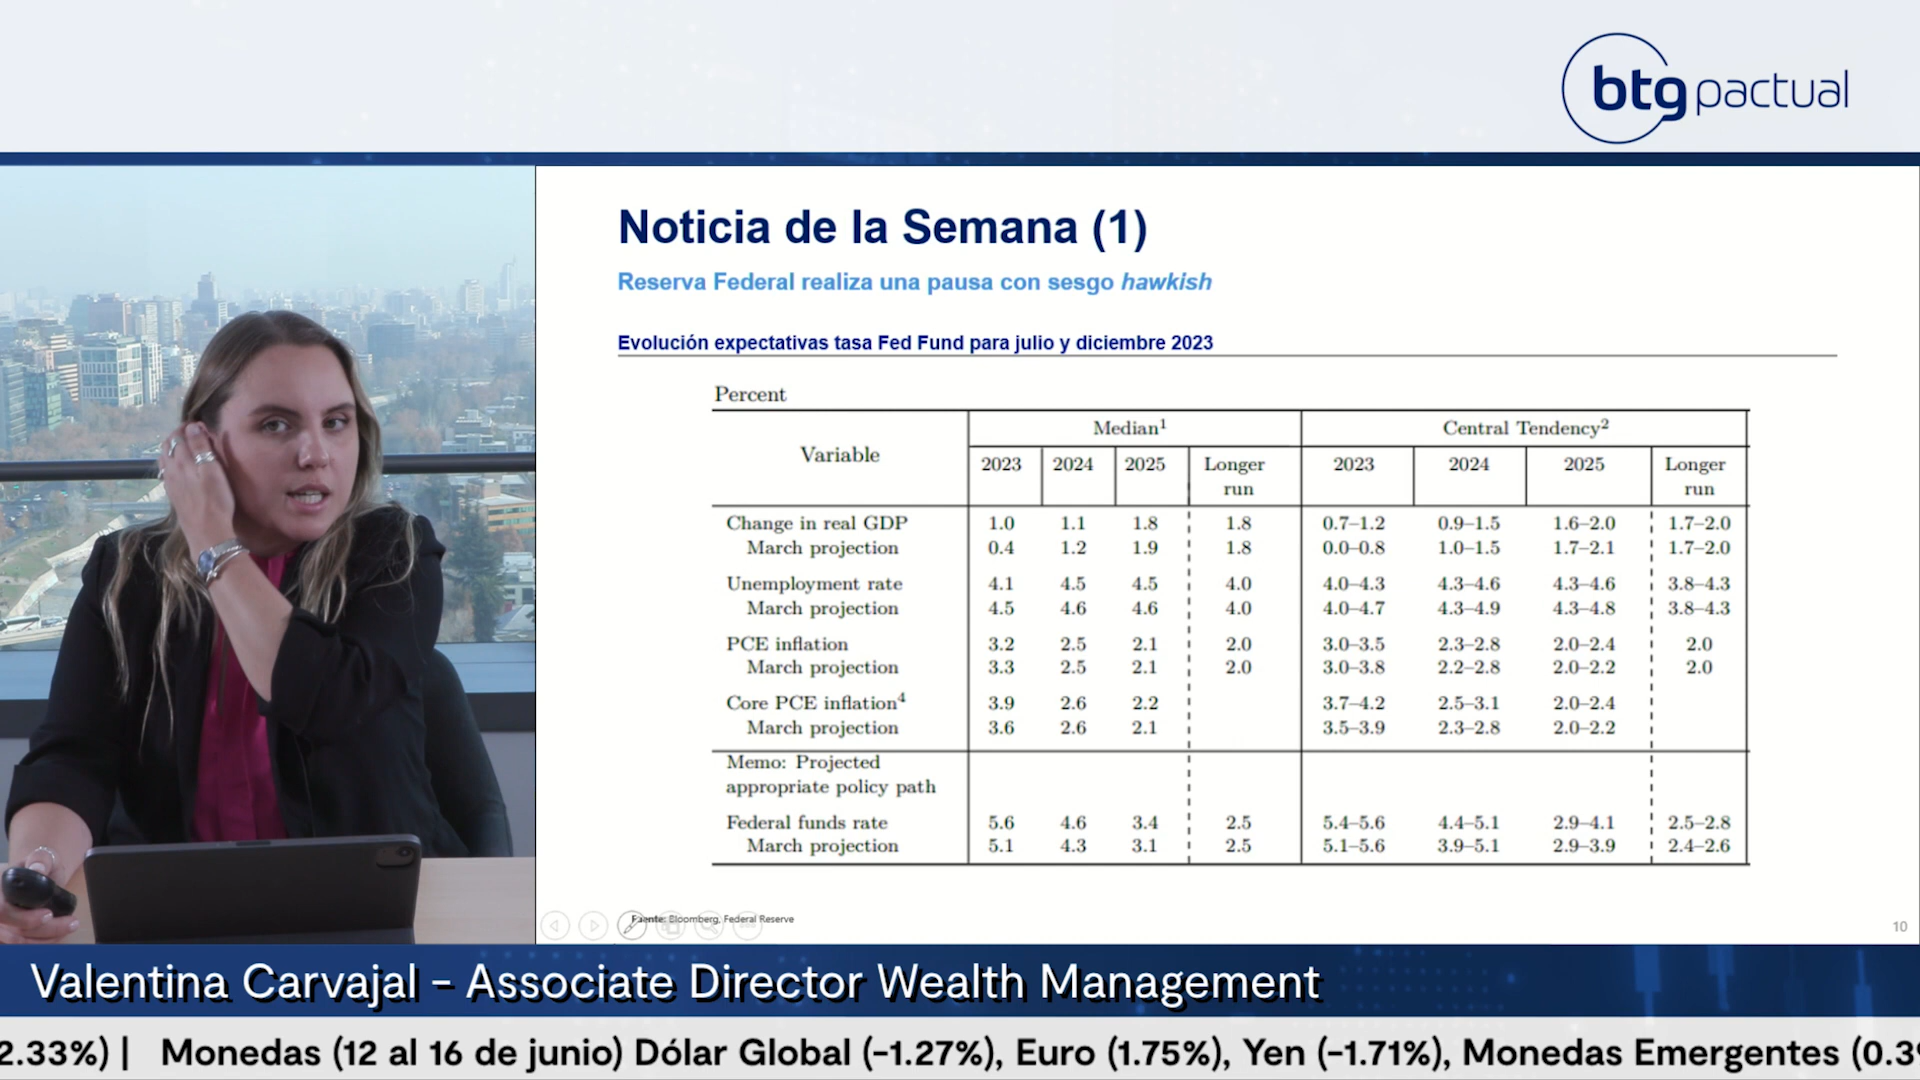 btg pactual
Noticia de la Semana (1)
Reserva Federal realiza una pausa con sesgo hawkish
Evolución expectativas tasa Fed Fund para julio y diciembre 2023
Percent
Variable Median¹ Central Tendency²
2023 2024 2025 Longer run 2023 2024 2025 Longer run
Change in real GDP 1.0 1.1 1.8 1.8 0.7–1.2 0.9–1.5 1.6–2.0 1.7–2.0
March projection 0.4 1.2 1.9 1.8 0.0–0.8 1.0–1.5 1.7–2.1 1.7–2.0
Unemployment rate 4.1 4.5 4.5 4.0 4.0–4.3 4.3–4.6 4.3–4.6 3.8–4.3
March projection 4.5 4.6 4.6 4.0 4.0–4.7 4.3–4.9 4.3–4.8 3.8–4.3
PCE inflation 3.2 2.5 2.1 2.0 3.0–3.5 2.3–2.8 2.0–2.4 2.0
March projection 3.3 2.5 2.1 2.0 3.0–3.8 2.2–2.8 2.0–2.2 2.0
Core PCE inflation⁴ 3.9 2.6 2.2 3.7–4.2 2.5–3.1 2.0–2.4
March projection 3.6 2.6 2.1 3.5–3.9 2.3–2.8 2.0–2.2
Memo: Projected
appropriate policy path
Federal funds rate 5.6 4.6 3.4 2.5 5.4–5.6 4.4–5.1 2.9–4.1 2.5–2.8
March projection 5.1 4.3 3.1 2.5 5.1–5.6 3.9–5.1 2.9–3.9 2.4–2.6
Fuente: Bloomberg, Federal Reserve
10
Valentina Carvajal – Associate Director Wealth Management
2.33%) | Monedas (12 al 16 de junio) Dólar Global (-1.27%), Euro (1.75%), Yen (-1.71%), Monedas Emergentes (0.3